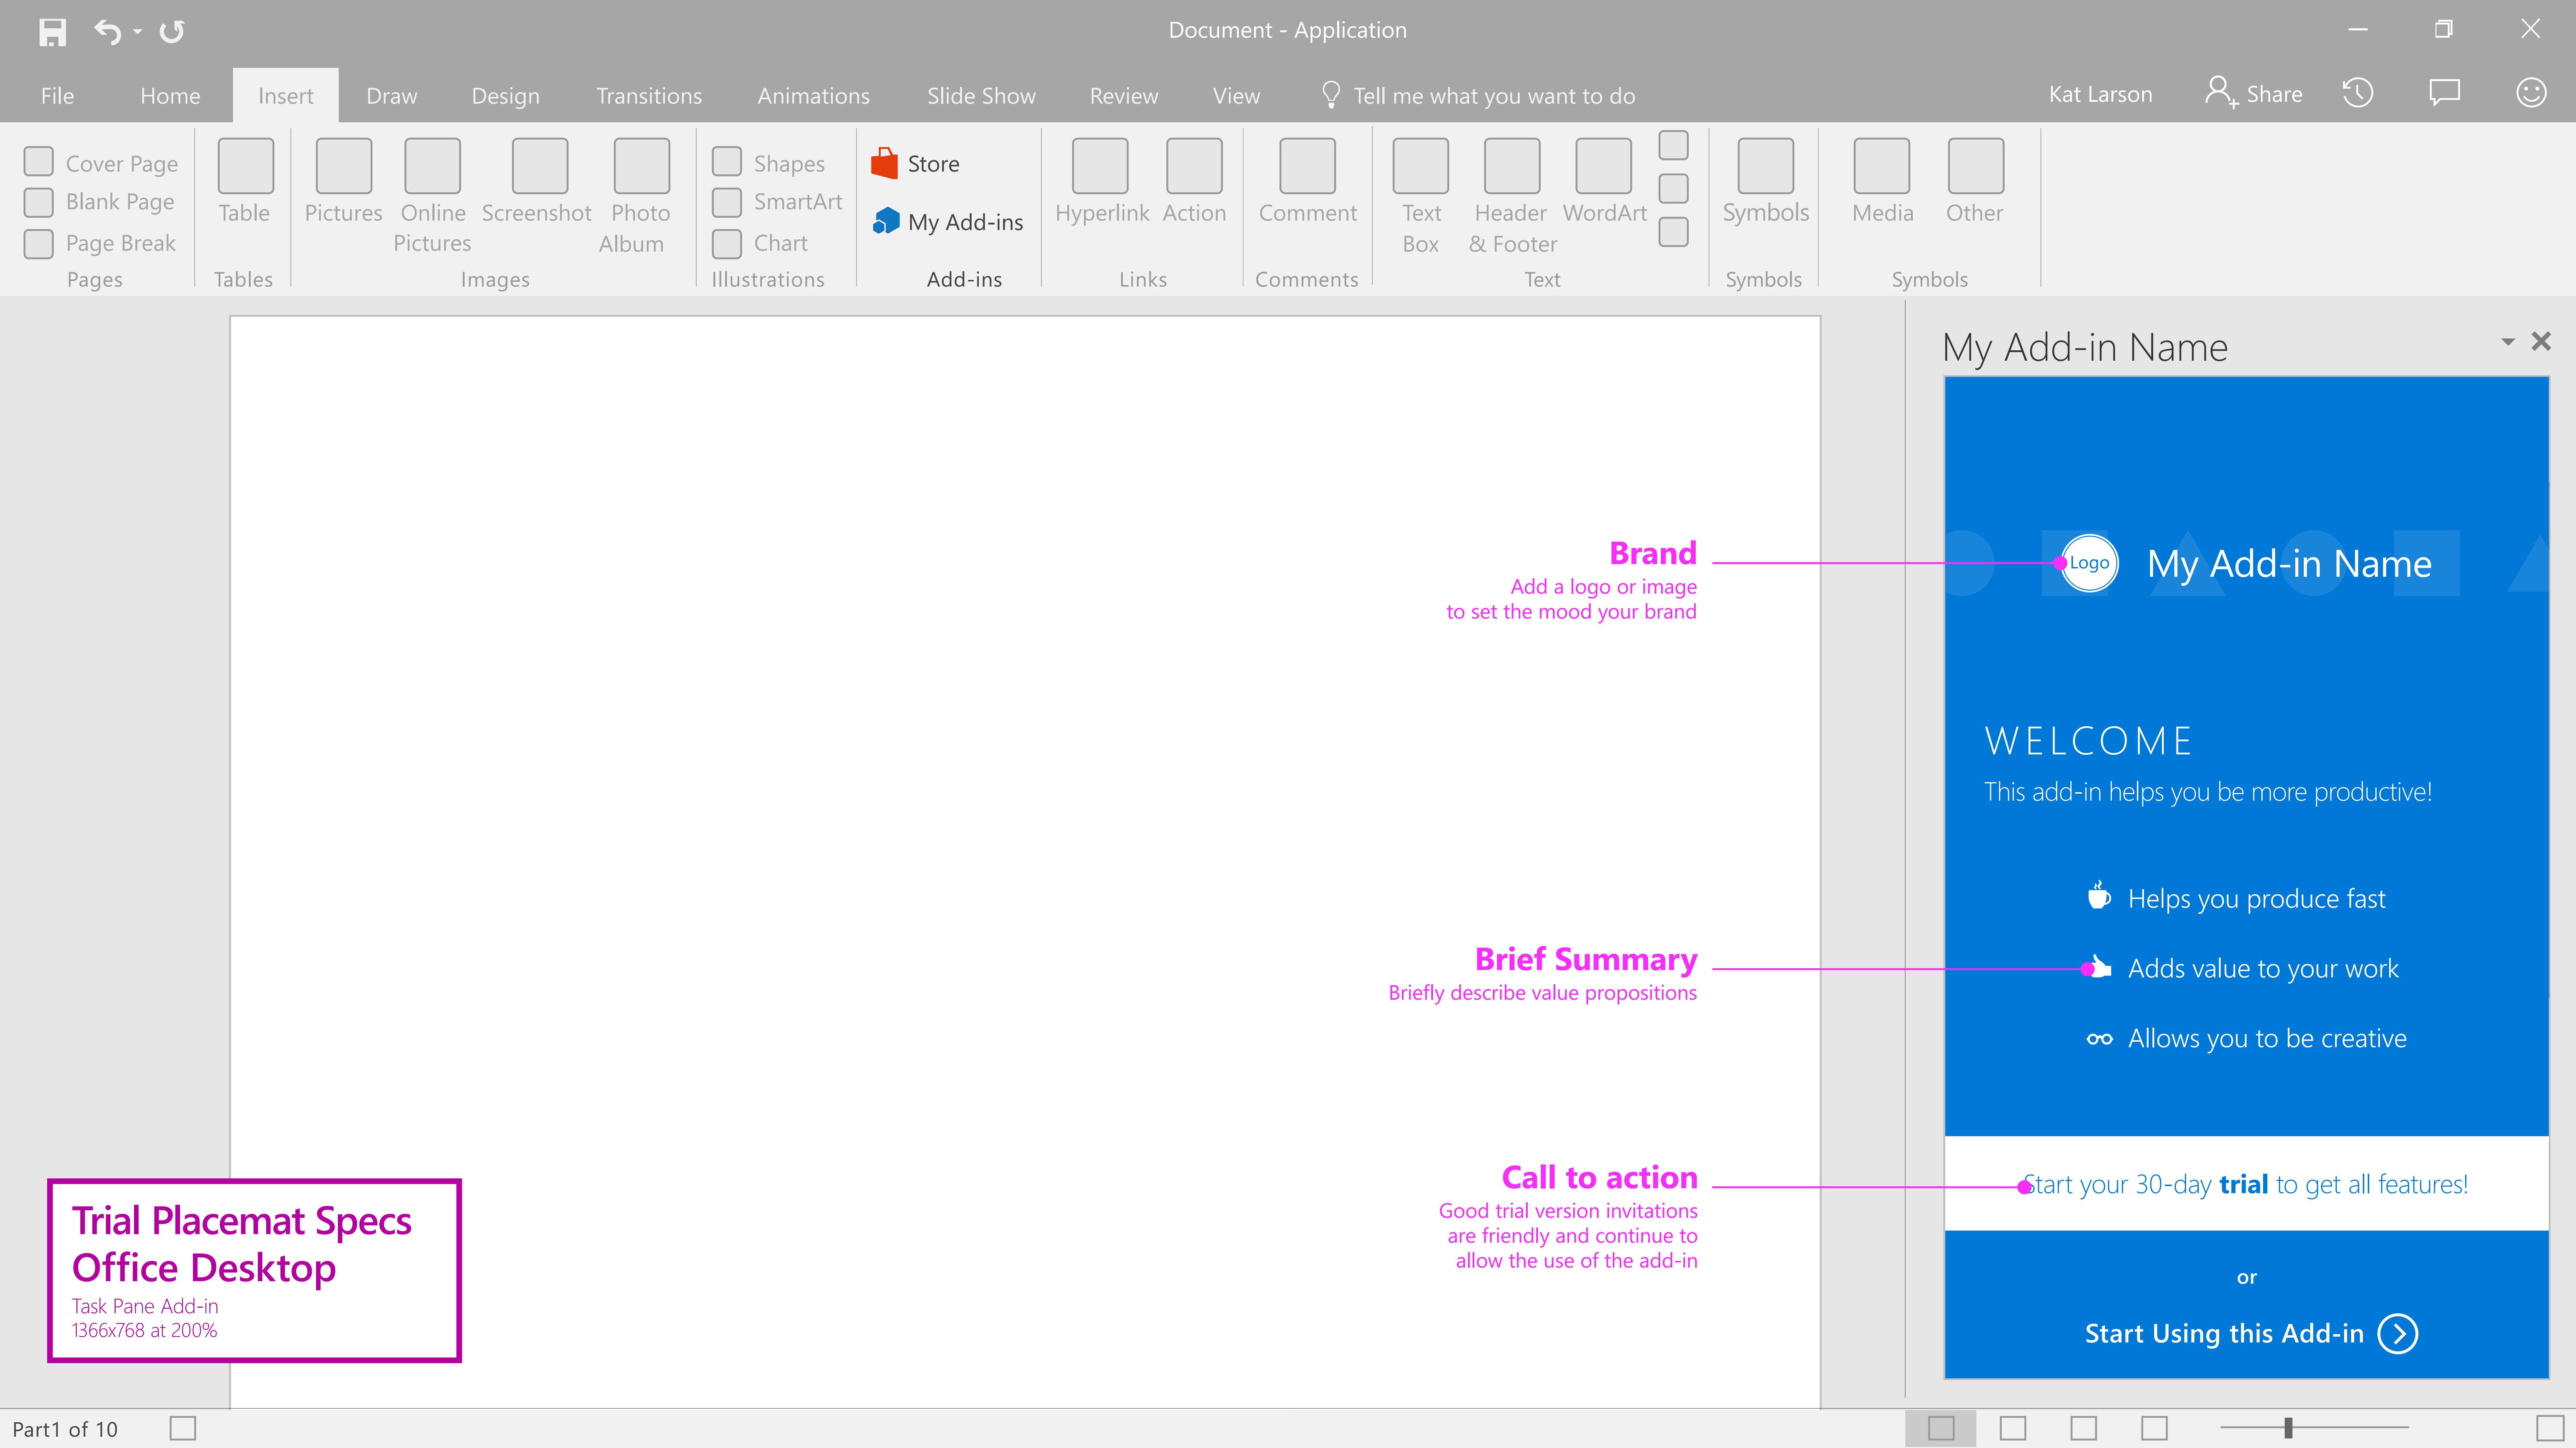 Document - Application
File Home Insert Draw Design Transitions Animations Slide Show Review View Tell me what you want to do Kat Larson Share
Cover Page
Blank Page
Page Break
Pages
Table
Tables
Pictures
Online
Pictures
Screenshot
Photo
Album
Images
Shapes
SmartArt
Chart
Illustrations
Store
My Add-ins
Add-ins
Hyperlink
Action
Links
Comment
Comments
Text
Box
Header
& Footer
WordArt
Text
Symbols
Symbols
Media
Other
Symbols
My Add-in Name
Brand
Add a logo or image
to set the mood your brand
Logo
My Add-in Name
WELCOME
This add-in helps you be more productive!
Helps you produce fast
Brief Summary
Briefly describe value propositions
Adds value to your work
Allows you to be creative
Call to action
Good trial version invitations
are friendly and continue to
allow the use of the add-in
Start your 30-day trial to get all features!
or
Start Using this Add-in
Trial Placemat Specs
Office Desktop
Task Pane Add-in
1366x768 at 200%
Part1 of 10